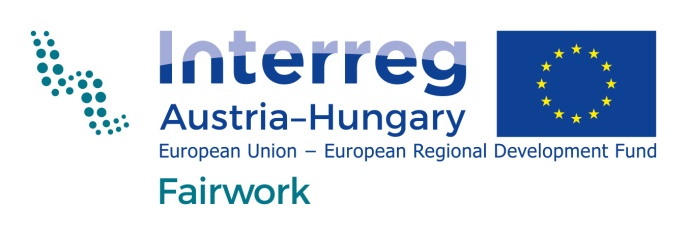 Interreg
Austria–Hungary
European Union – European Regional Development Fund
Fairwork